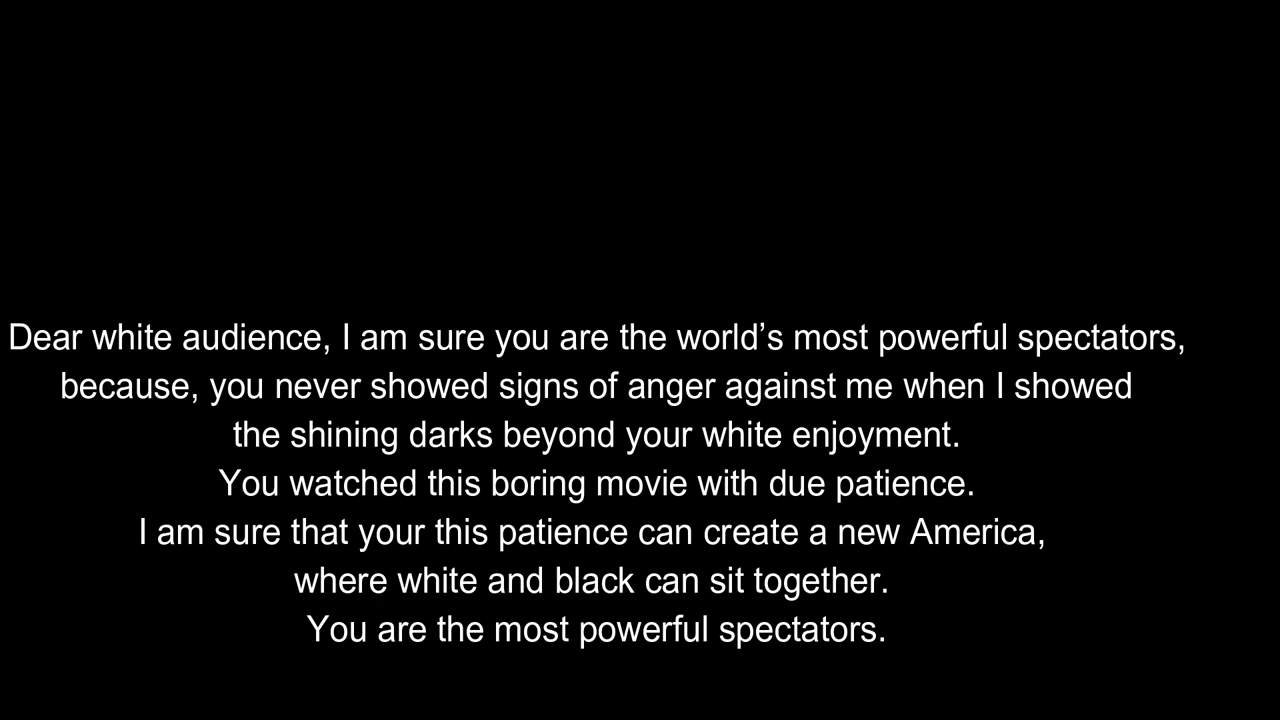 Dear white audience, I am sure you are the world’s most powerful spectators,
because, you never showed signs of anger against me when I showed
the shining darks beyond your white enjoyment.
You watched this boring movie with due patience.
I am sure that your this patience can create a new America,
where white and black can sit together.
You are the most powerful spectators.